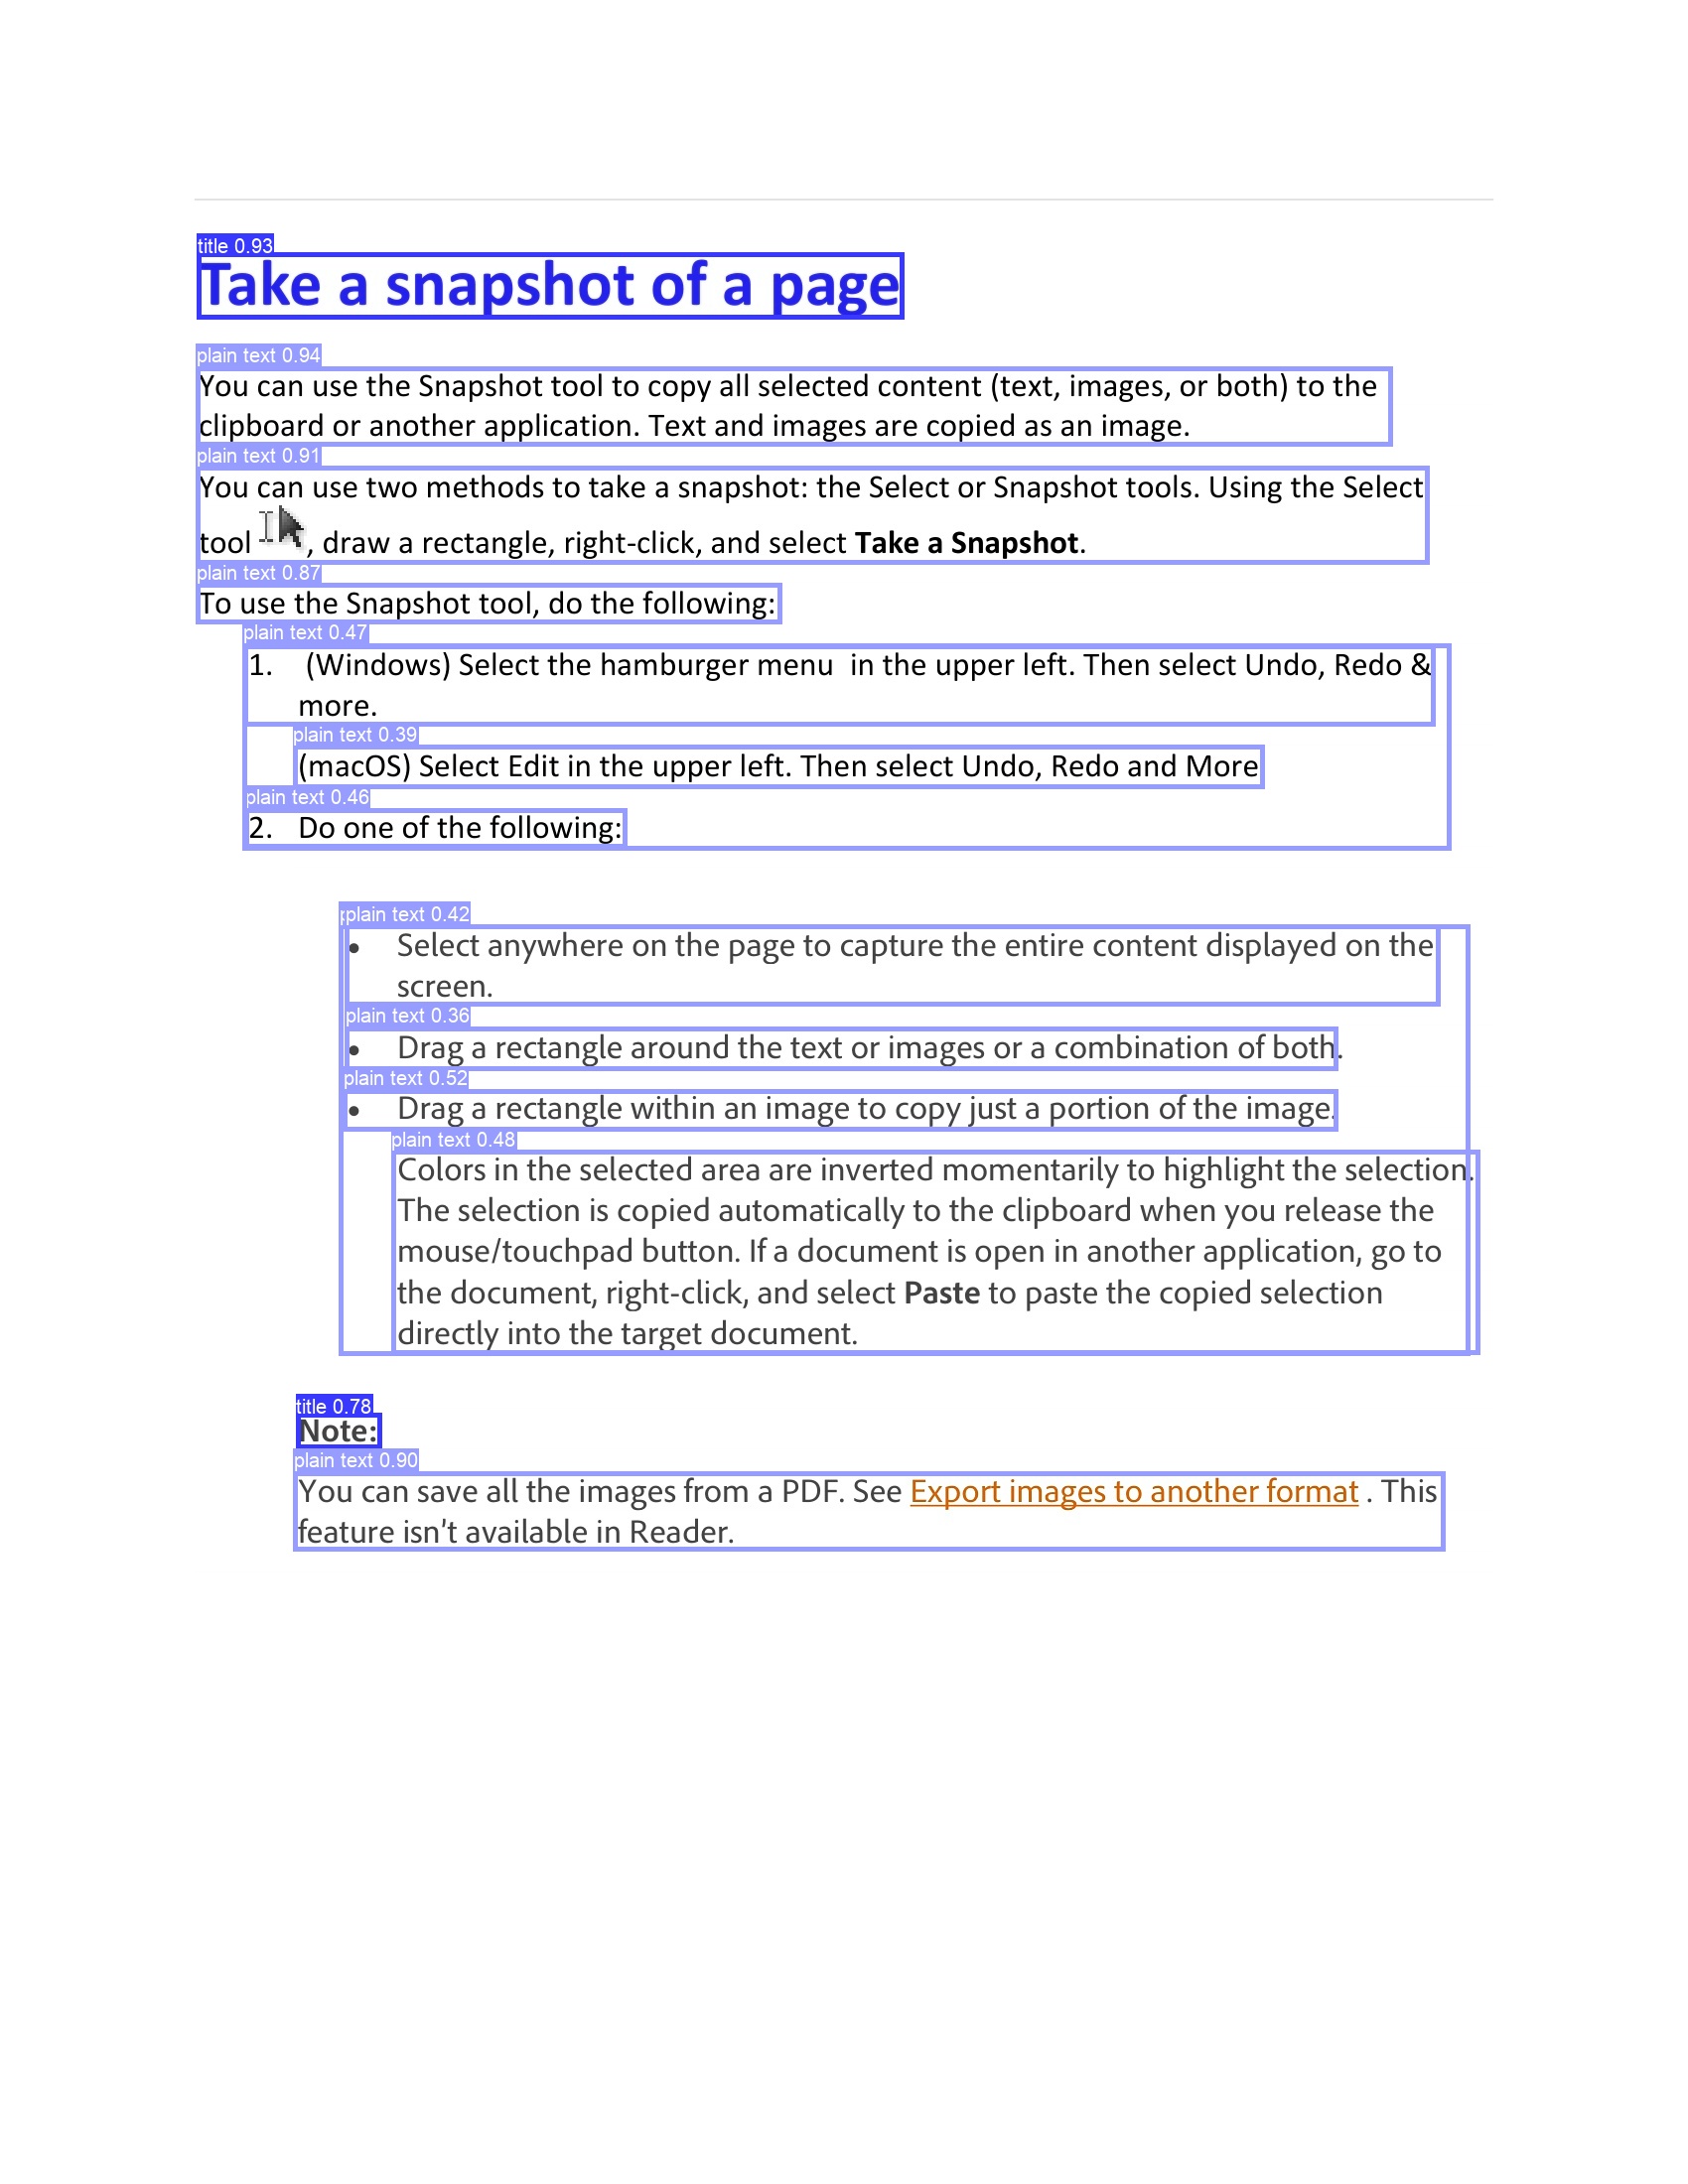 title 0.93
Take a snapshot of a page
plain text 0.94
You can use the Snapshot tool to copy all selected content (text, images, or both) to the
clipboard or another application. Text and images are copied as an image.
plain text 0.91
You can use two methods to take a snapshot: the Select or Snapshot tools. Using the Select
tool , draw a rectangle, right-click, and select Take a Snapshot.
plain text 0.87
To use the Snapshot tool, do the following:
plain text 0.47
1. (Windows) Select the hamburger menu  in the upper left. Then select Undo, Redo &
more.
plain text 0.39
(macOS) Select Edit in the upper left. Then select Undo, Redo and More
plain text 0.46
2. Do one of the following:
plain text 0.42
• Select anywhere on the page to capture the entire content displayed on the
screen.
plain text 0.36
• Drag a rectangle around the text or images or a combination of both.
plain text 0.52
• Drag a rectangle within an image to copy just a portion of the image.
plain text 0.48
Colors in the selected area are inverted momentarily to highlight the selection.
The selection is copied automatically to the clipboard when you release the
mouse/touchpad button. If a document is open in another application, go to
the document, right-click, and select Paste to paste the copied selection
directly into the target document.
title 0.78
Note:
plain text 0.90
You can save all the images from a PDF. See Export images to another format . This
feature isn't available in Reader.